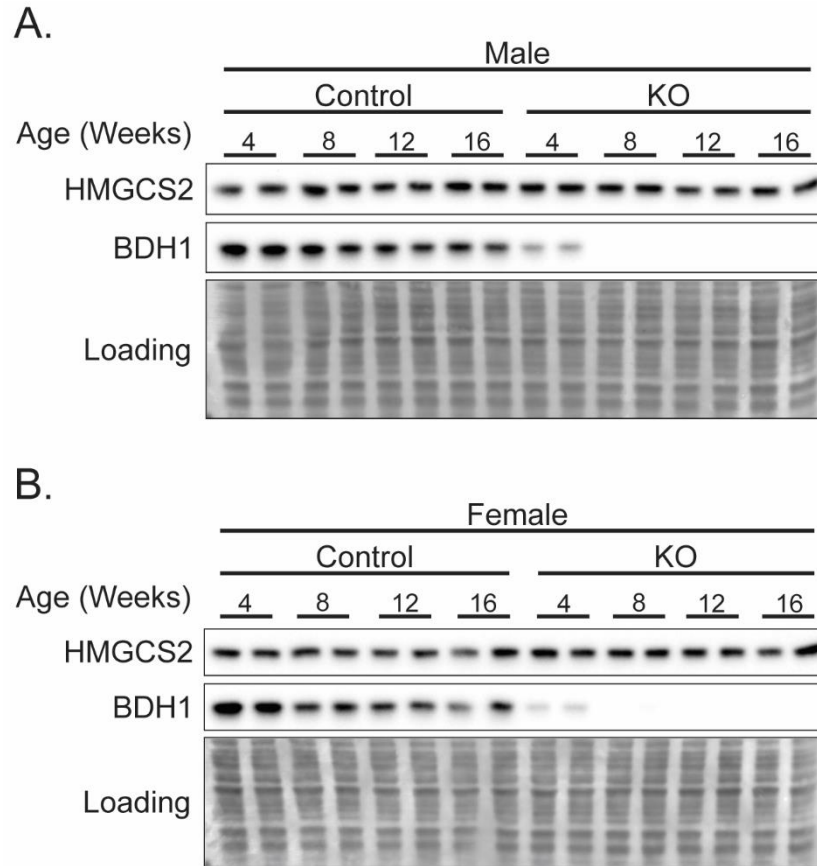 A.
Male
Control KO
Age (Weeks) 4 8 12 16 4 8 12 16
HMGCS2
BDH1
Loading
B.
Female
Control KO
Age (Weeks) 4 8 12 16 4 8 12 16
HMGCS2
BDH1
Loading